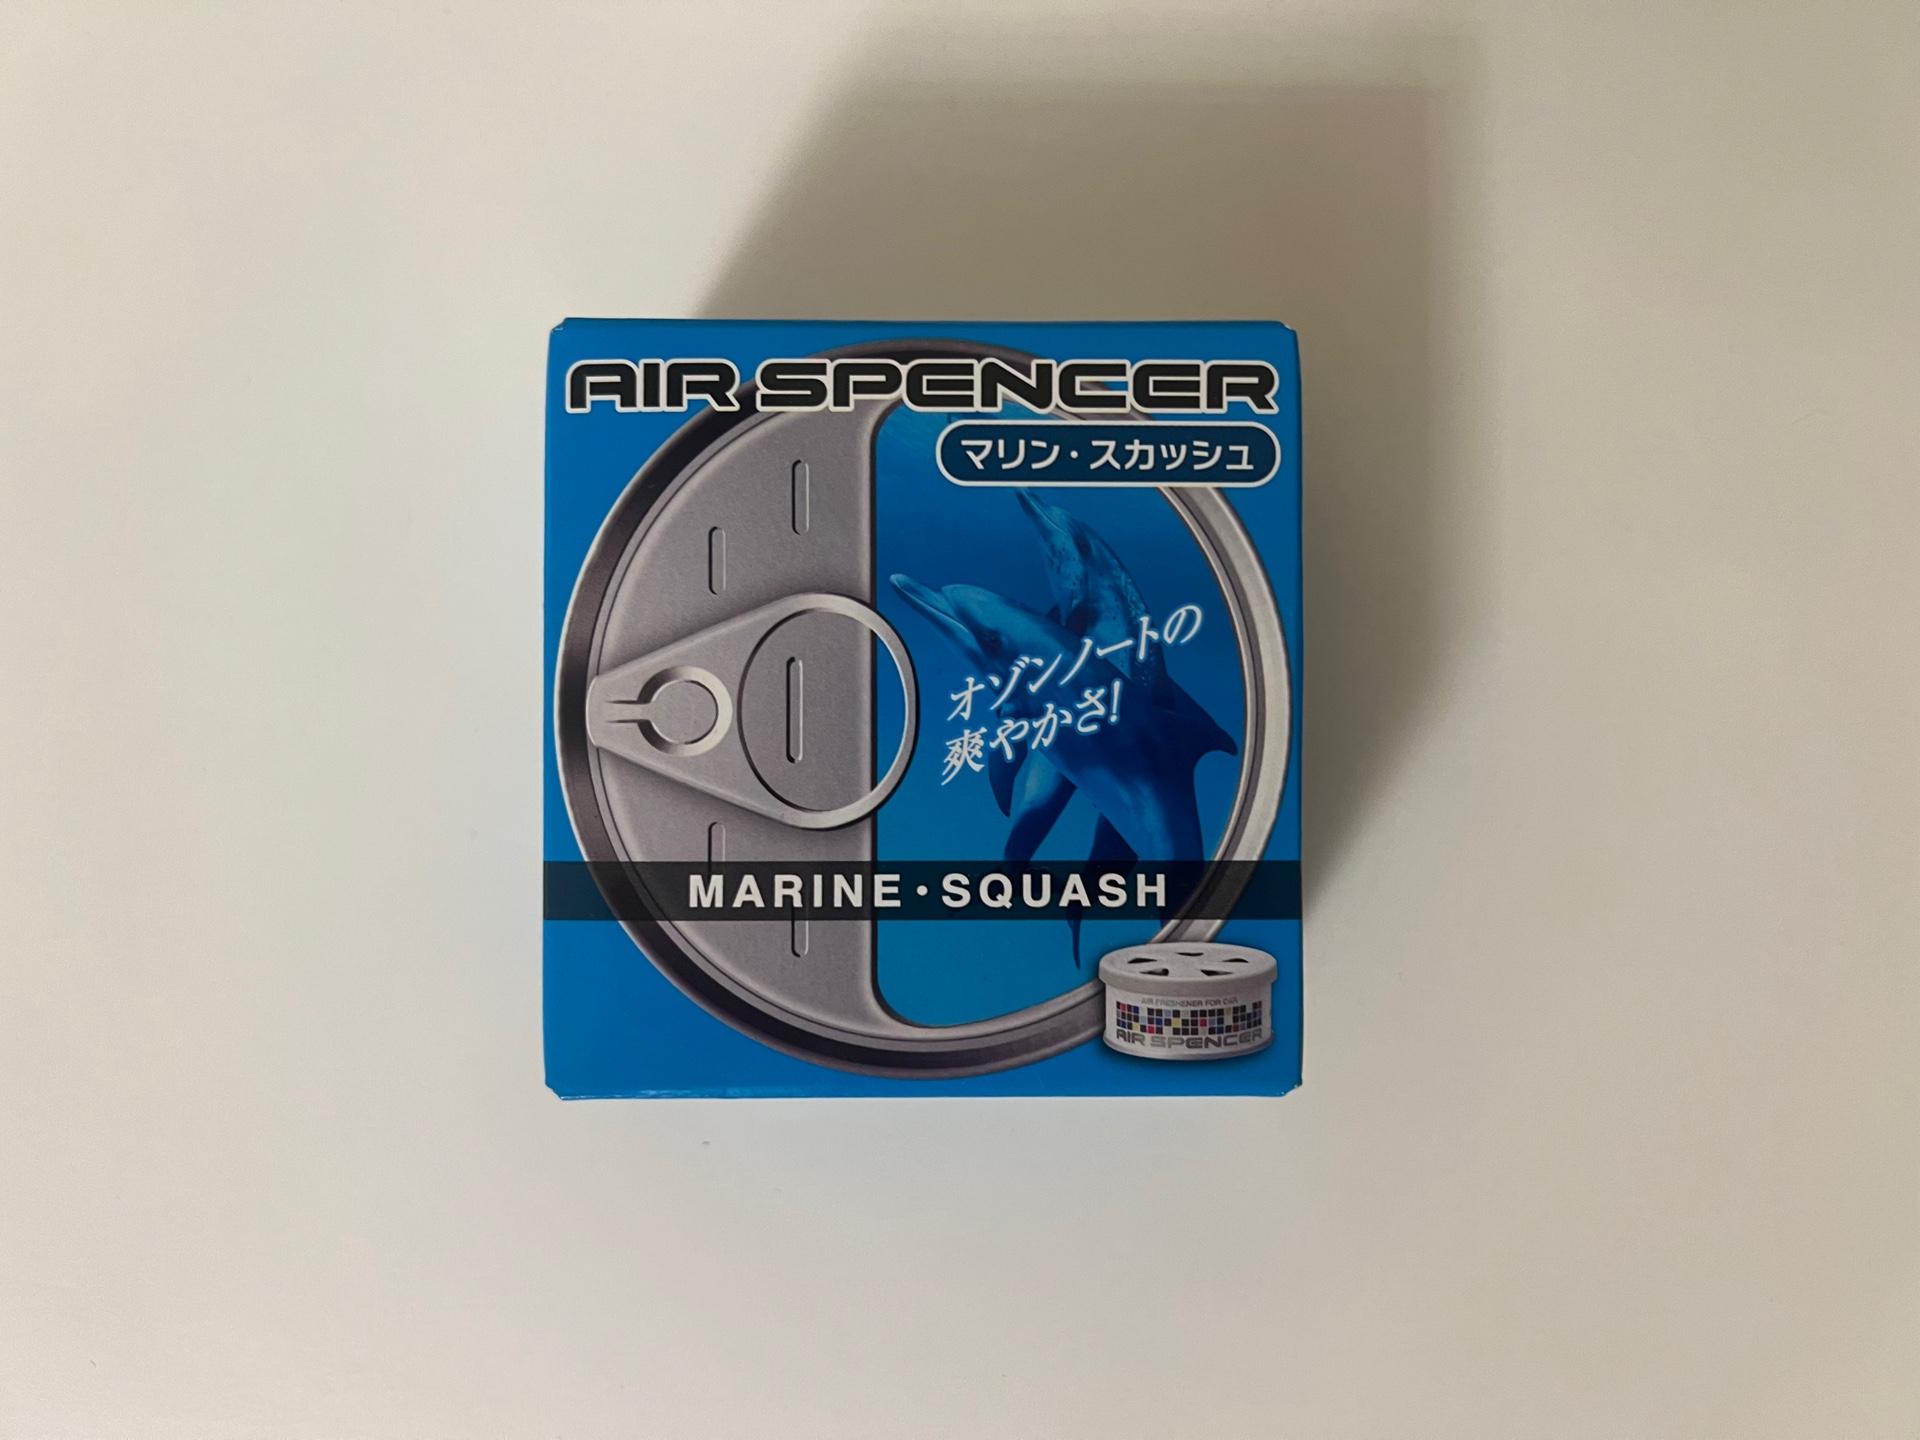 AIR SPENCER
マリン・スカッシュ
オゾンノートの
爽やかさ!
MARINE・SQUASH
AIR FRESHENER FOR CAR
AIR SPENCER